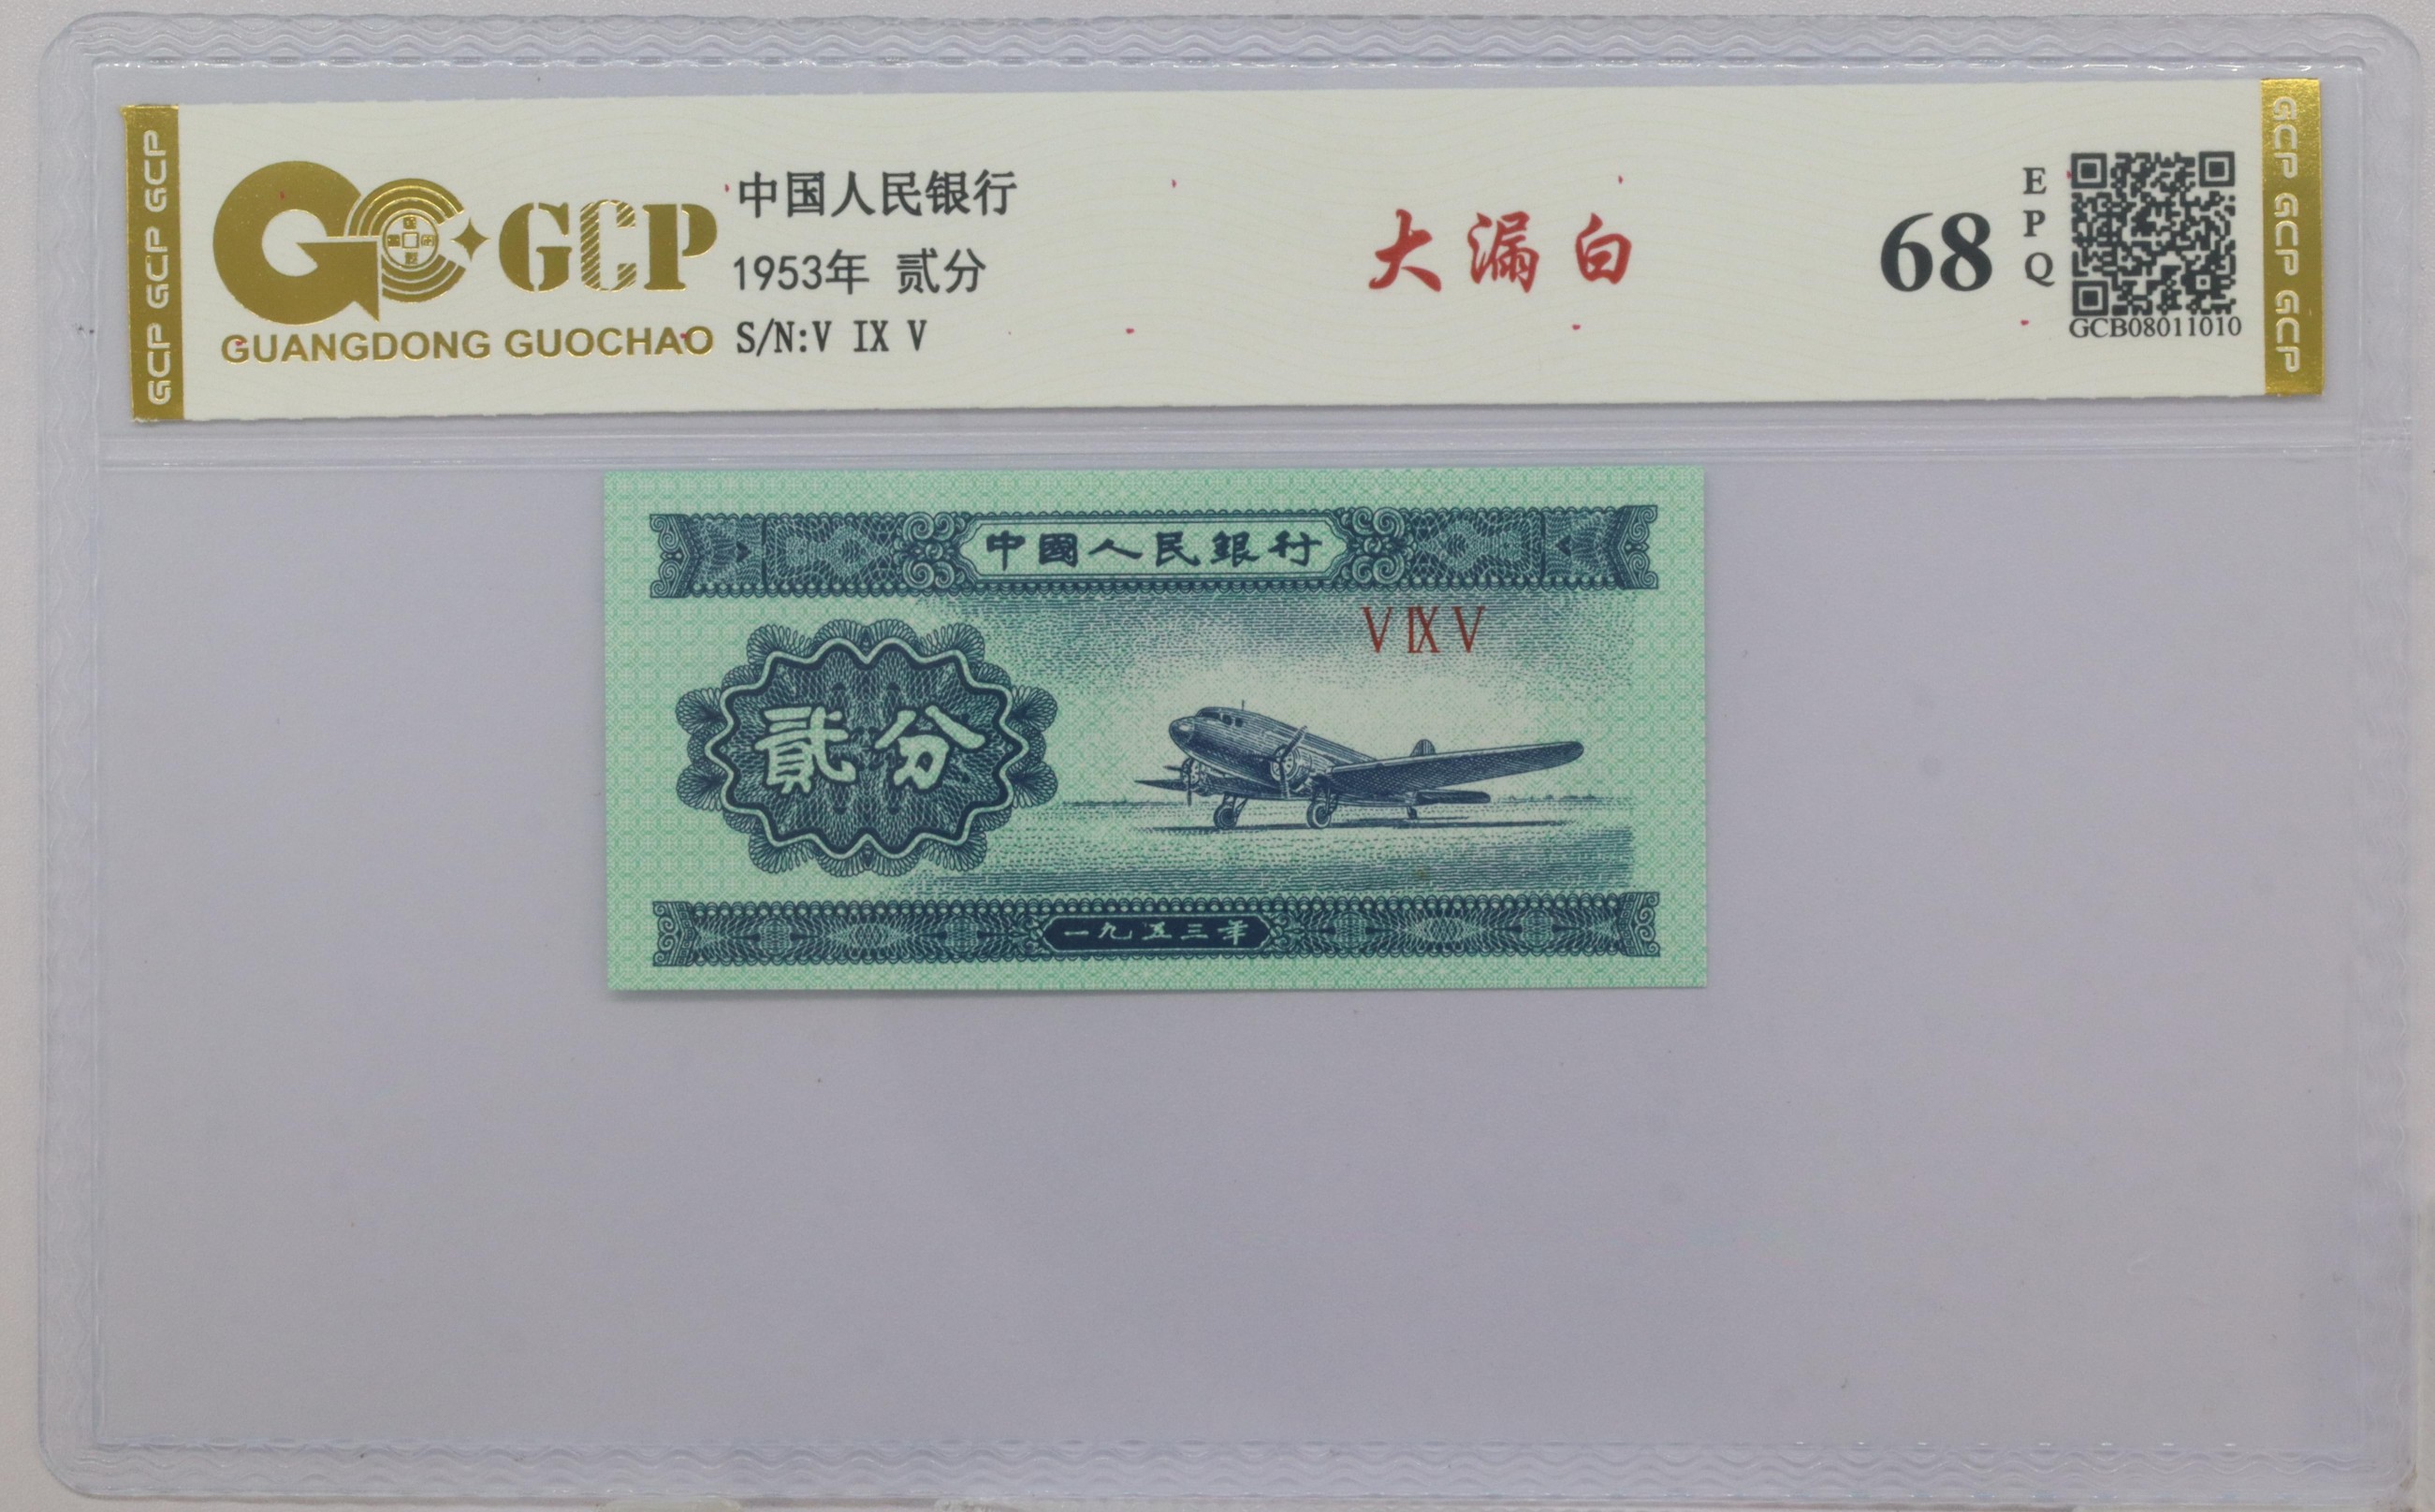 GCP GCP GCP
GCP
GUANGDONG GUOCHAO
中国人民银行
1953年 贰分
S/N:V IX V
大漏白
68
EPQ
GCB08011010
GCP GCP GCP
中國人民銀行
V IX V
貳分
一九五三年